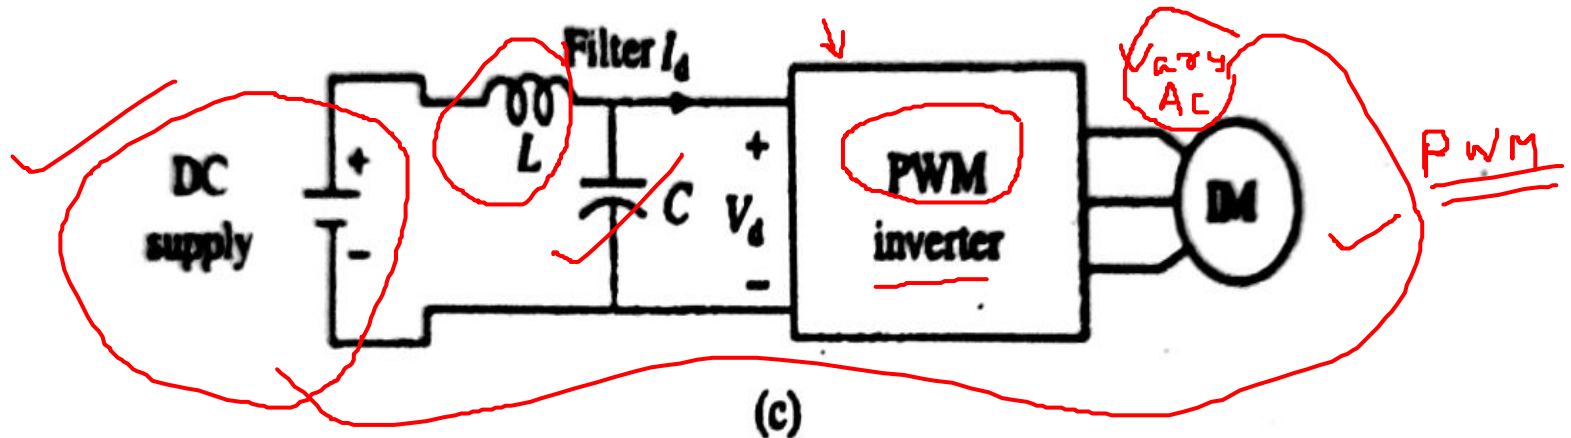 Filter I_d
Vary
AC
L
+
DC
supply
-
C
+
V_d
-
PWM
inverter
IM
PWM
(c)